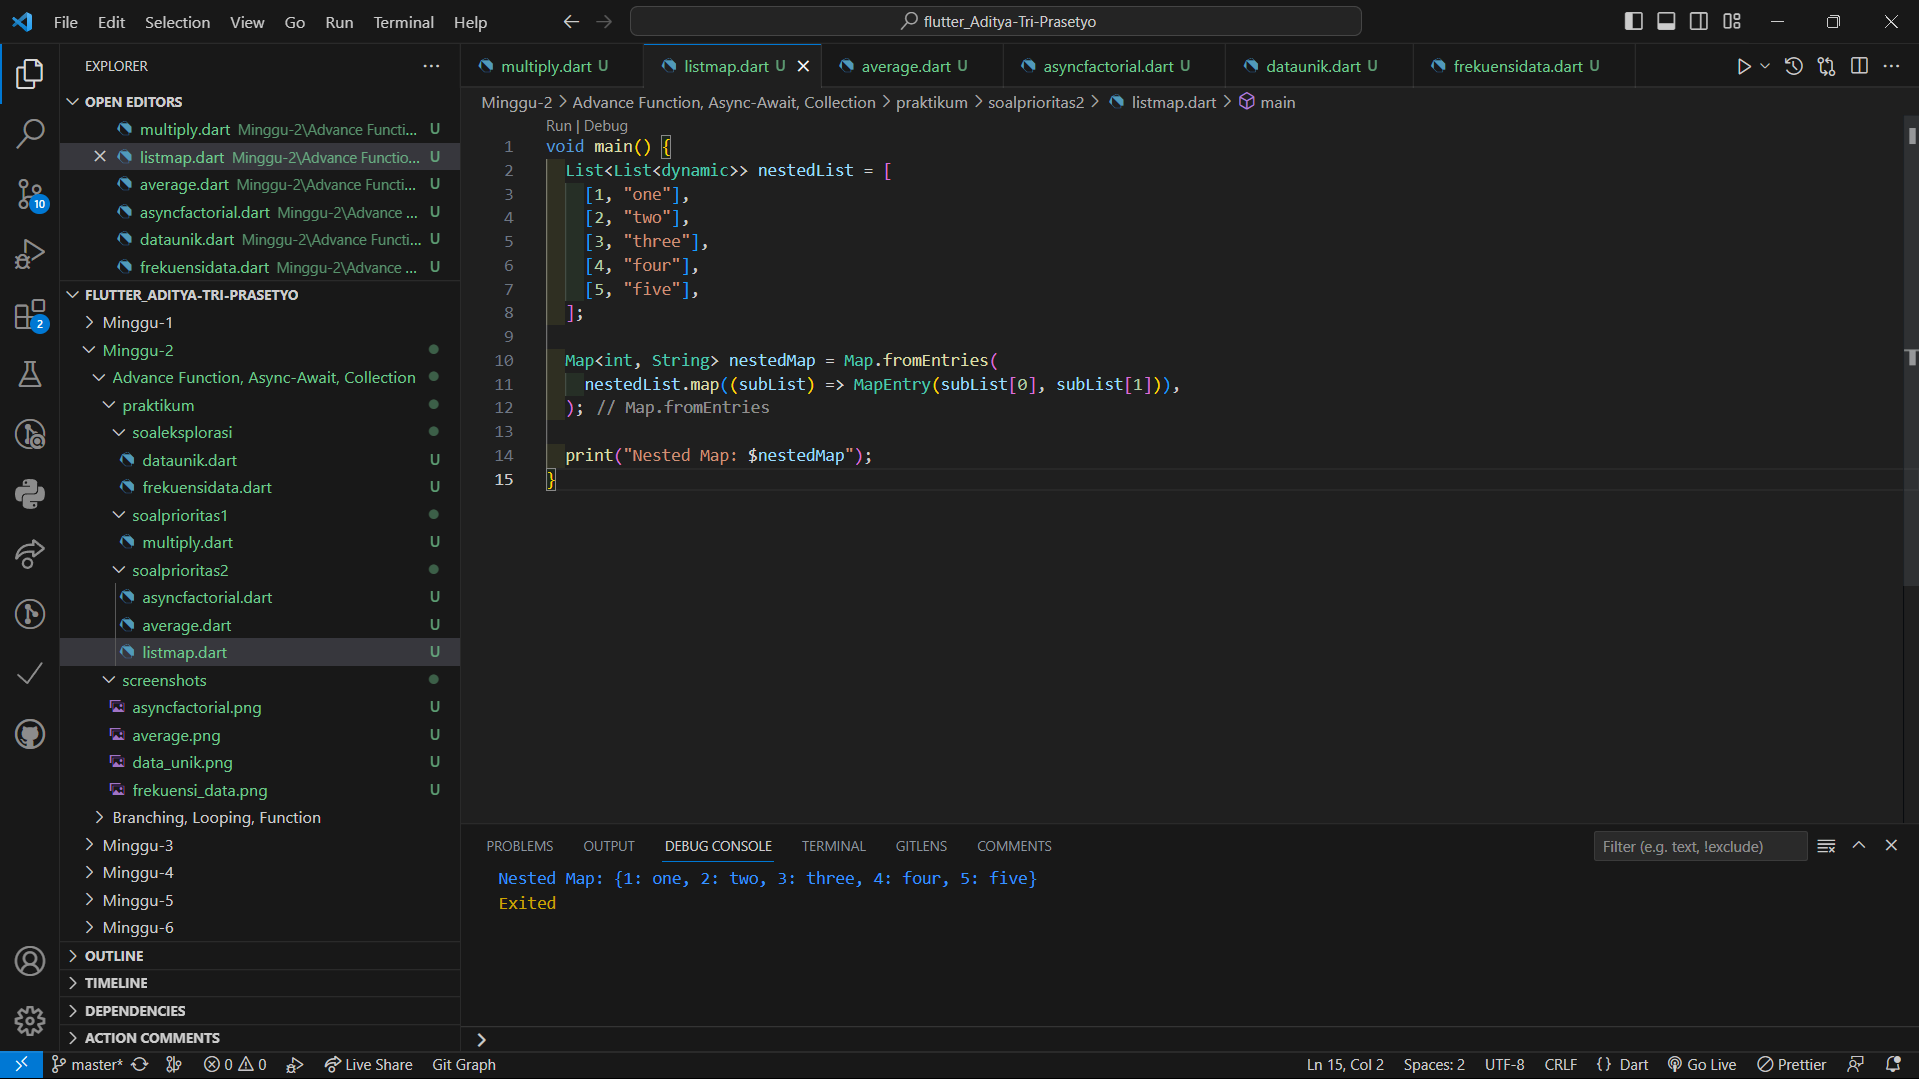 File Edit Selection View Go Run Terminal Help
flutter_Aditya-Tri-Prasetyo
EXPLORER
OPEN EDITORS
multiply.dart Minggu-2\Advance Functi... U
listmap.dart Minggu-2\Advance Functio... U
average.dart Minggu-2\Advance Functi... U
asyncfactorial.dart Minggu-2\Advance ... U
dataunik.dart Minggu-2\Advance Functi... U
frekuensidata.dart Minggu-2\Advance ... U
FLUTTER_ADITYA-TRI-PRASETYO
Minggu-1
Minggu-2
Advance Function, Async-Await, Collection
praktikum
soaleksplorasi
dataunik.dart U
frekuensidata.dart U
soalprioritas1
multiply.dart U
soalprioritas2
asyncfactorial.dart U
average.dart U
listmap.dart U
screenshots
asyncfactorial.png U
average.png U
data_unik.png U
frekuensi_data.png U
Branching, Looping, Function
Minggu-3
Minggu-4
Minggu-5
Minggu-6
OUTLINE
TIMELINE
DEPENDENCIES
ACTION COMMENTS
10
2
multiply.dart U listmap.dart U average.dart U asyncfactorial.dart U dataunik.dart U frekuensidata.dart U
Minggu-2 > Advance Function, Async-Await, Collection > praktikum > soalprioritas2 > listmap.dart > main
Run | Debug
1 void main() {
2 List<List<dynamic>> nestedList = [
3 [1, "one"],
4 [2, "two"],
5 [3, "three"],
6 [4, "four"],
7 [5, "five"],
8 ];
9
10 Map<int, String> nestedMap = Map.fromEntries(
11 nestedList.map((subList) => MapEntry(subList[0], subList[1])),
12 ); // Map.fromEntries
13
14 print("Nested Map: $nestedMap");
15 }
PROBLEMS OUTPUT DEBUG CONSOLE TERMINAL GITLENS COMMENTS
Filter (e.g. text, !exclude)
Nested Map: {1: one, 2: two, 3: three, 4: four, 5: five}
Exited
master* 0 0 Live Share Git Graph
Ln 15, Col 2 Spaces: 2 UTF-8 CRLF {} Dart Go Live Prettier